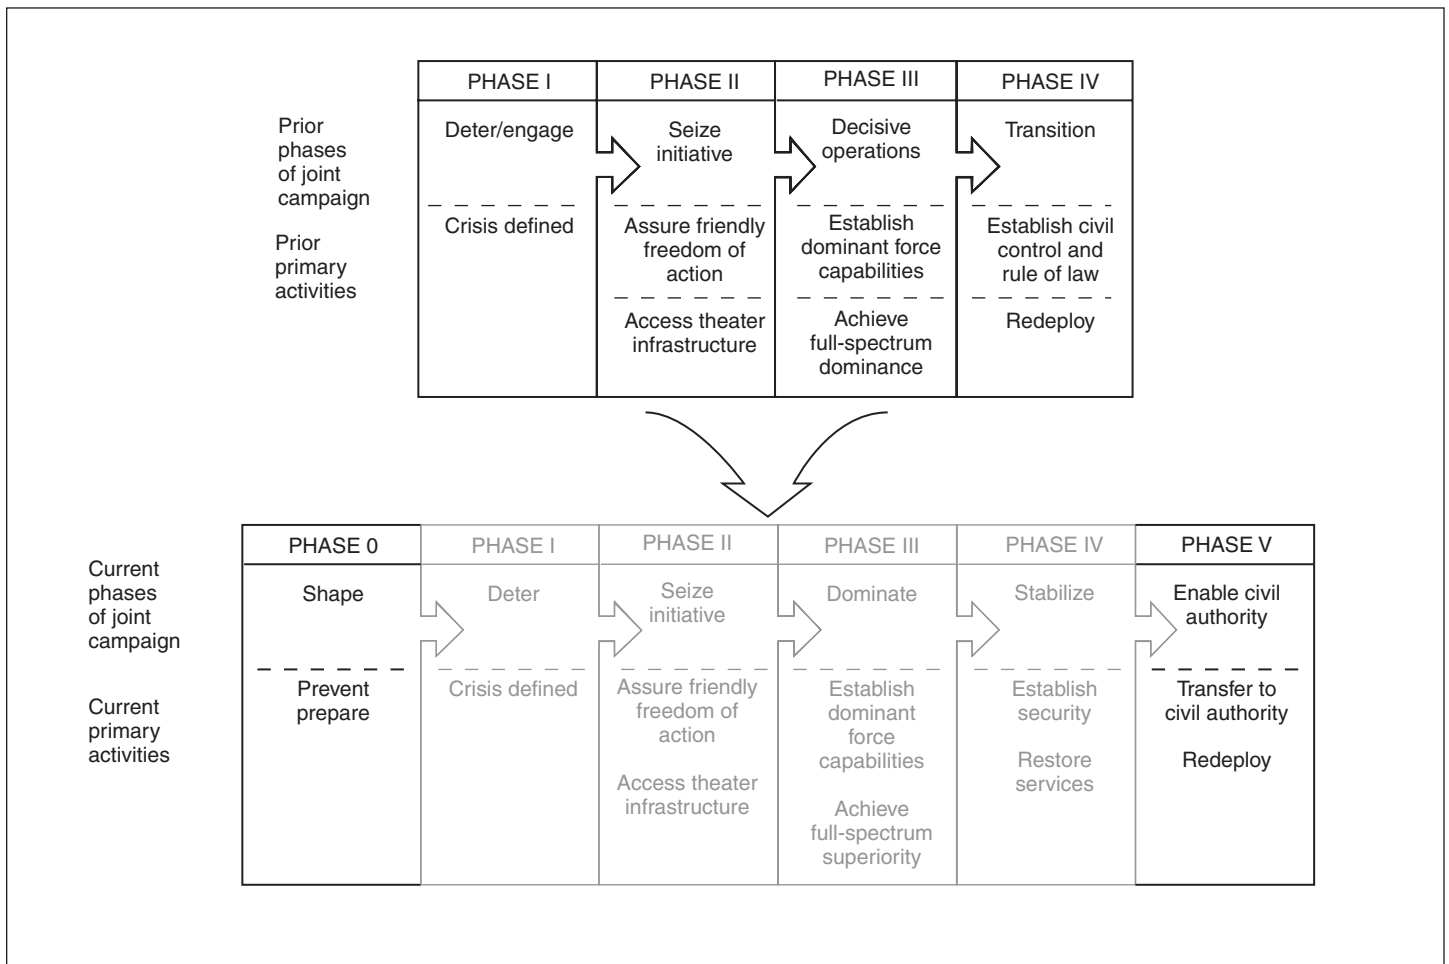 PHASE I
PHASE II
PHASE III
PHASE IV
Prior
phases
of joint
campaign
Deter/engage
Seize
initiative
Decisive
operations
Transition
Prior
primary
activities
Crisis defined
Assure friendly
freedom of
action
Access theater
infrastructure
Establish
dominant force
capabilities
Achieve
full-spectrum
dominance
Establish civil
control and
rule of law
Redeploy
PHASE 0
PHASE I
PHASE II
PHASE III
PHASE IV
PHASE V
Current
phases
of joint
campaign
Shape
Deter
Seize
initiative
Dominate
Stabilize
Enable civil
authority
Current
primary
activities
Prevent
prepare
Crisis defined
Assure friendly
freedom of
action
Access theater
infrastructure
Establish
dominant
force
capabilities
Achieve
full-spectrum
superiority
Establish
security
Restore
services
Transfer to
civil authority
Redeploy